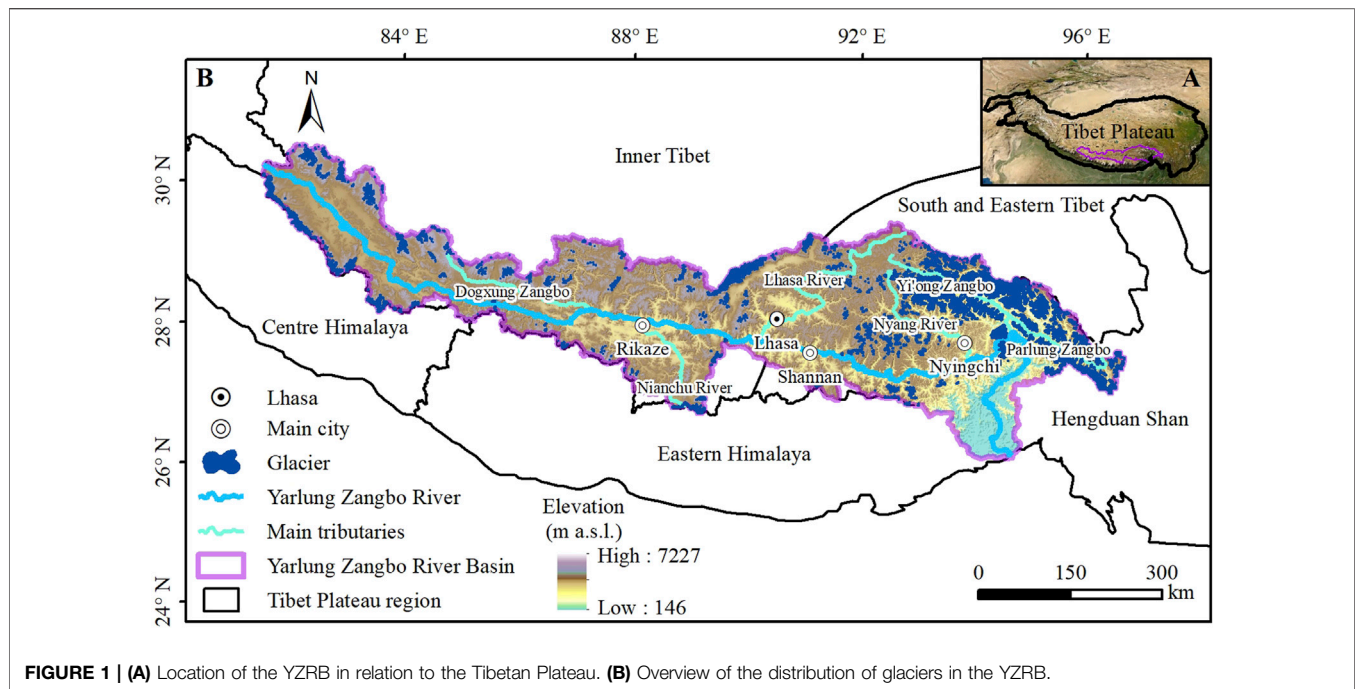 84° E
88° E
92° E
96° E
B
N
A
Tibet Plateau
Inner Tibet
30° N
South and Eastern Tibet
Lhasa River
Yi'ong Zangbo
Dogxung Zangbo
28° N
Centre Himalaya
Nyang River
Rikaze
Lhasa
Parlung Zangbo
Nyingchi
Shannan
Nianchu River
Hengduan Shan
Eastern Himalaya
26° N
24° N
Lhasa
Main city
Glacier
Yarlung Zangbo River
Main tributaries
Yarlung Zangbo River Basin
Tibet Plateau region
Elevation
(m a.s.l.)
High : 7227
Low : 146
0 150 300
km
FIGURE 1 | (A) Location of the YZRB in relation to the Tibetan Plateau. (B) Overview of the distribution of glaciers in the YZRB.